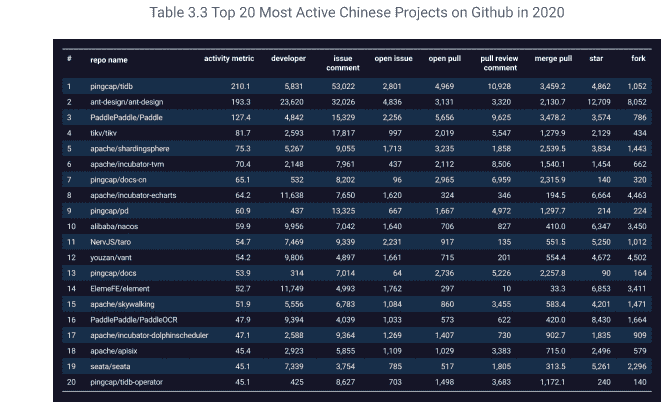 Table 3.3 Top 20 Most Active Chinese Projects on Github in 2020
# repo name activity metric developer issue comment open issue open pull pull review comment merge pull star fork
1 pingcap/tidb 210.1 5,831 53,022 2,801 4,969 10,928 3,459.2 4,862 1,052
2 ant-design/ant-design 193.3 23,620 32,026 4,836 3,131 3,320 2,130.7 12,709 8,052
3 PaddlePaddle/Paddle 127.4 4,842 15,329 2,256 5,656 9,625 3,478.2 3,574 786
4 tikv/tikv 81.7 2,593 17,817 997 2,019 5,547 1,279.9 2,129 434
5 apache/shardingsphere 75.3 5,267 9,055 1,713 3,235 1,858 2,539.5 3,834 1,443
6 apache/incubator-tvm 70.4 2,148 7,961 437 2,112 8,506 1,540.1 1,454 662
7 pingcap/docs-cn 65.1 532 8,202 96 2,965 6,959 2,315.9 140 320
8 apache/incubator-echarts 64.2 11,638 7,650 1,620 324 346 194.5 6,664 4,463
9 pingcap/pd 60.9 437 13,325 667 1,667 4,972 1,297.7 214 224
10 alibaba/nacos 59.9 9,956 7,042 1,640 706 827 410.0 6,347 3,450
11 NervJS/taro 54.7 7,469 9,339 2,231 917 135 551.5 5,250 1,012
12 youzan/vant 54.2 9,806 4,897 1,661 715 201 554.4 4,672 4,502
13 pingcap/docs 53.9 314 7,014 64 2,736 5,226 2,257.8 90 164
14 ElemeFE/element 52.7 11,749 4,993 1,762 297 10 33.3 6,853 3,411
15 apache/skywalking 51.9 5,556 6,783 1,084 860 3,455 583.4 4,201 1,471
16 PaddlePaddle/PaddleOCR 47.9 9,394 4,039 1,033 573 622 420.0 8,430 1,664
17 apache/incubator-dolphinscheduler 47.1 2,588 9,364 1,269 1,407 730 902.7 1,835 909
18 apache/apisix 45.4 2,923 5,855 1,109 1,029 3,383 715.0 2,496 579
19 seata/seata 45.1 7,339 3,754 785 517 1,805 313.5 5,261 2,296
20 pingcap/tidb-operator 45.1 425 8,627 703 1,498 3,683 1,172.1 240 140